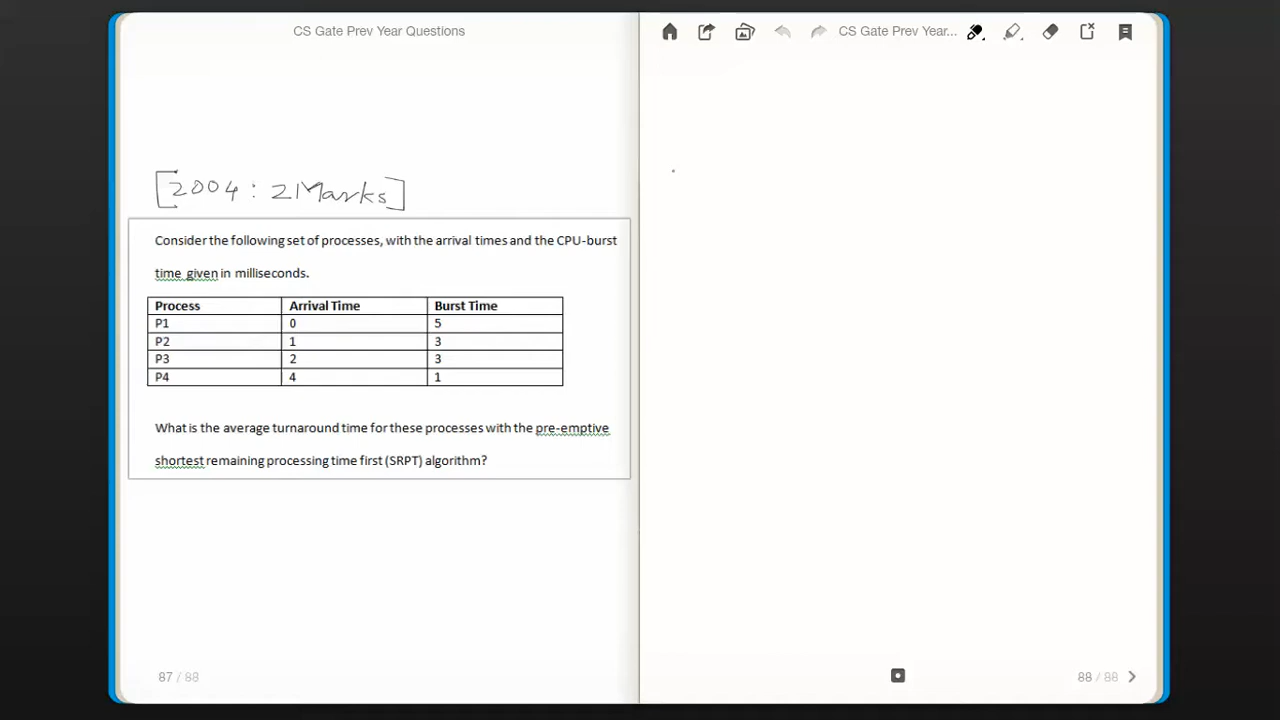 CS Gate Prev Year Questions
CS Gate Prev Year...
[2004 : 2 Marks]
Consider the following set of processes, with the arrival times and the CPU-burst
time given in milliseconds.
Process Arrival Time Burst Time
P1 0 5
P2 1 3
P3 2 3
P4 4 1
What is the average turnaround time for these processes with the pre-emptive
shortest remaining processing time first (SRPT) algorithm?
87 / 88
88 / 88